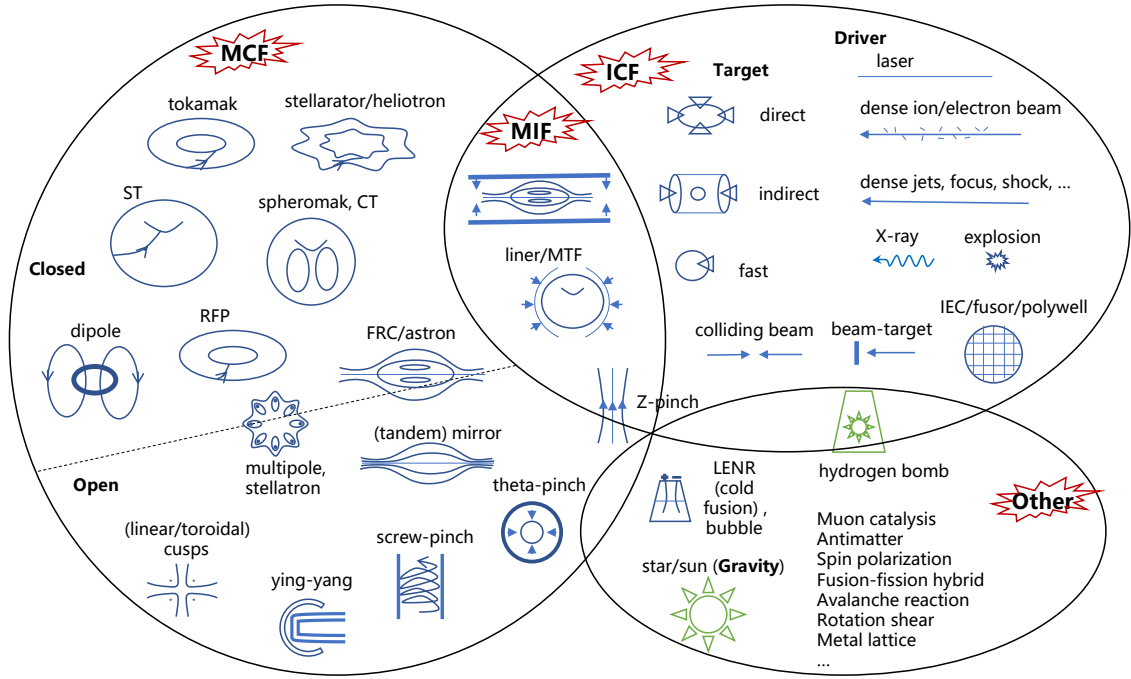 MCF
tokamak
stellarator/heliotron
ST
spheromak, CT
Closed
dipole
RFP
FRC/astron
multipole,
stellatron
(tandem) mirror
Open
theta-pinch
(linear/toroidal)
cusps
ying-yang
screw-pinch
MIF
liner/MTF
Z-pinch
ICF
Target
direct
indirect
fast
Driver
laser
dense ion/electron beam
dense jets, focus, shock, ...
X-ray
explosion
colliding beam
beam-target
IEC/fusor/polywell
hydrogen bomb
LENR
(cold
fusion) ,
bubble
star/sun (Gravity)
Other
Muon catalysis
Antimatter
Spin polarization
Fusion-fission hybrid
Avalanche reaction
Rotation shear
Metal lattice
...